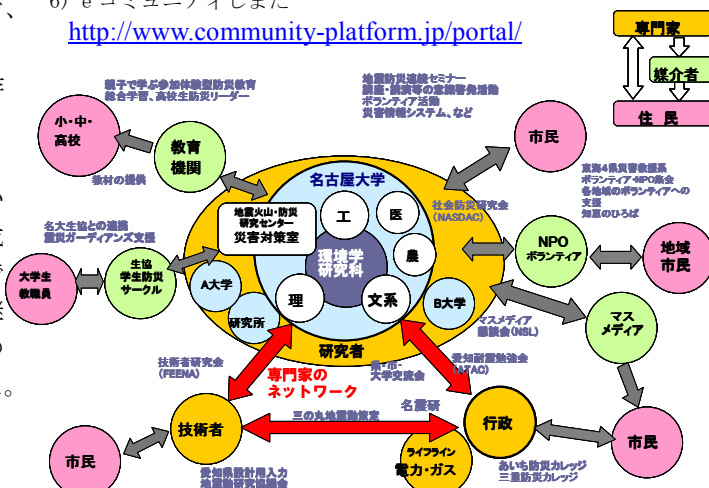 6) eコミュニティしまだ
http://www.community-platform.jp/portal/
専門家
媒介者
住 民
親子で学ぶ参加体験型防災教育
総合学習、高校生防災リーダー
地震防災連続セミナー
講座・講演等の意識啓発活動
ボランティア活動
災害情報システム、など
小・中・
高校
教育
機関
教材の提供
市民
名古屋大学
社会防災研究会
(NASDAC)
東海4県災害救援系
ボランティア・NPO集会
各地域のボランティアへの
支援
知恵のひろば
地震火山・防災
研究センター
災害対策室
工
医
農
環境学
研究科
理
文系
名大生協との連携
震災ガーディアンズ支援
大学生
教職員
生協
学生防災
サークル
A大学
研究所
B大学
NPO
ボランティア
地域
市民
マス
メディア
マスメディア
懇談会(NSL)
研究者
技術者研究会
(FEENA)
専門家の
ネットワーク
県・市・
大学交流会
愛知耐震勉強会
(ATAC)
三の丸地震動策定
名震研
技術者
行政
市民
ライフライン
電力・ガス
市民
愛知県設計用入力
地震動研究協議会
あいち防災カレッジ
三重防災カレッジ